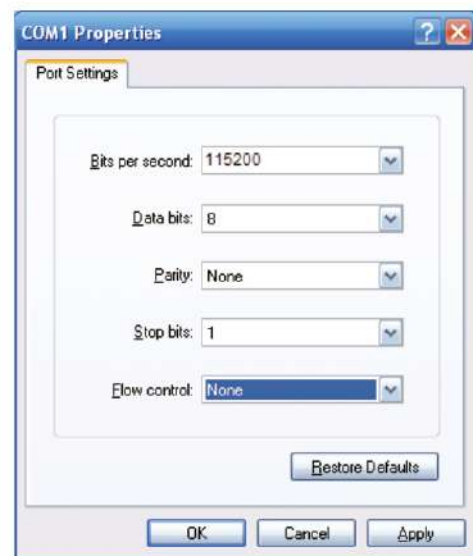 COM1 Properties
Port Settings
Bits per second: 115200
Data bits: 8
Parity: None
Stop bits: 1
Flow control: None
Restore Defaults
OK Cancel Apply